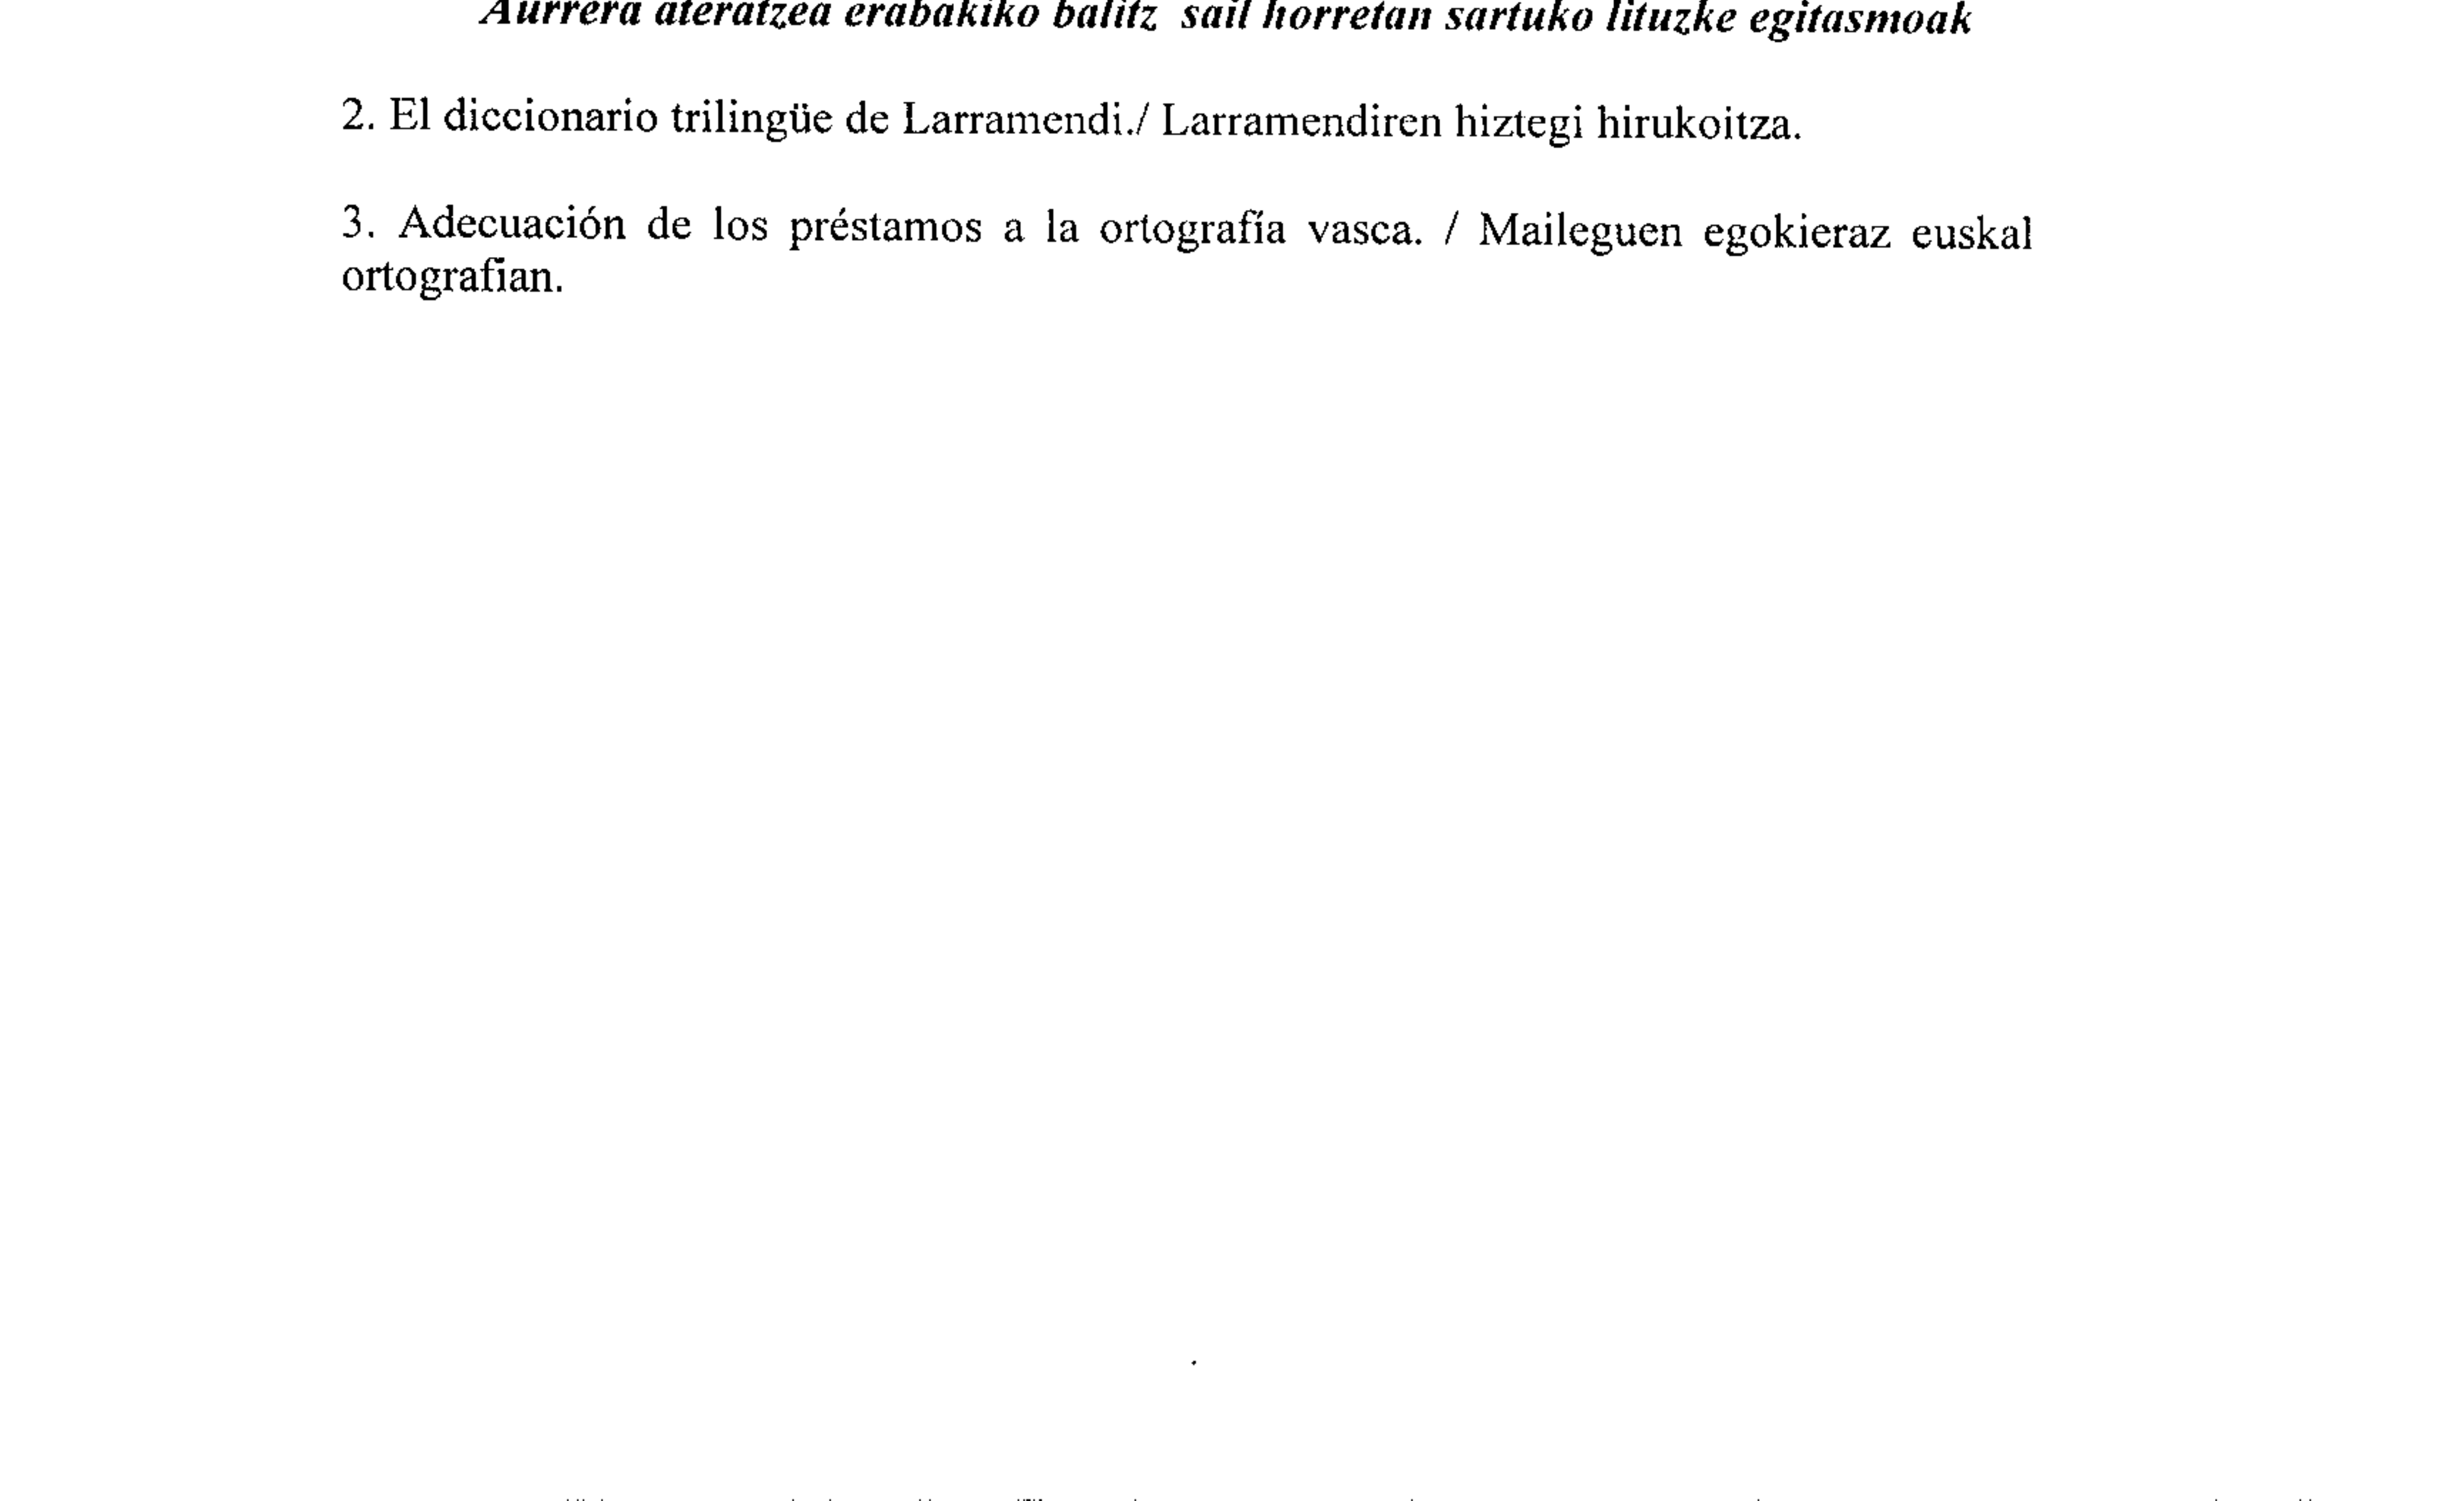 Aurrera ateratzea erabakiko balitz sail horretan sartuko lituzke egitasmoak
2. El diccionario trilingüe de Larramendi./ Larramendiren hiztegi hirukoitza.
3. Adecuación de los préstamos a la ortografía vasca. / Maileguen egokieraz euskal
ortografian.